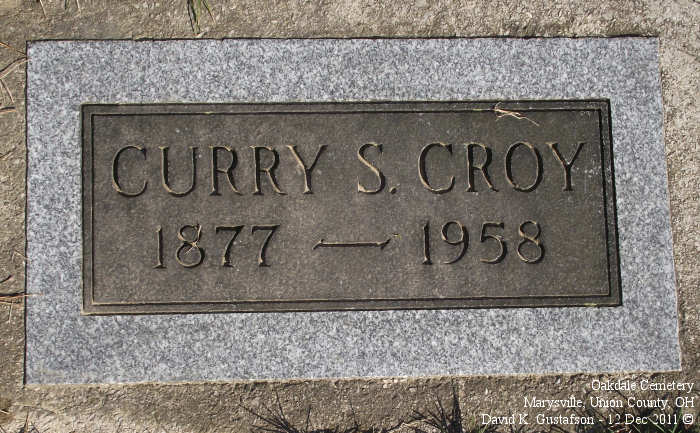 CURRY S. CROY
1877 — 1958
Oakdale Cemetery
Marysville, Union County, OH
David K. Gustafson - 12 Dec 2011 ©